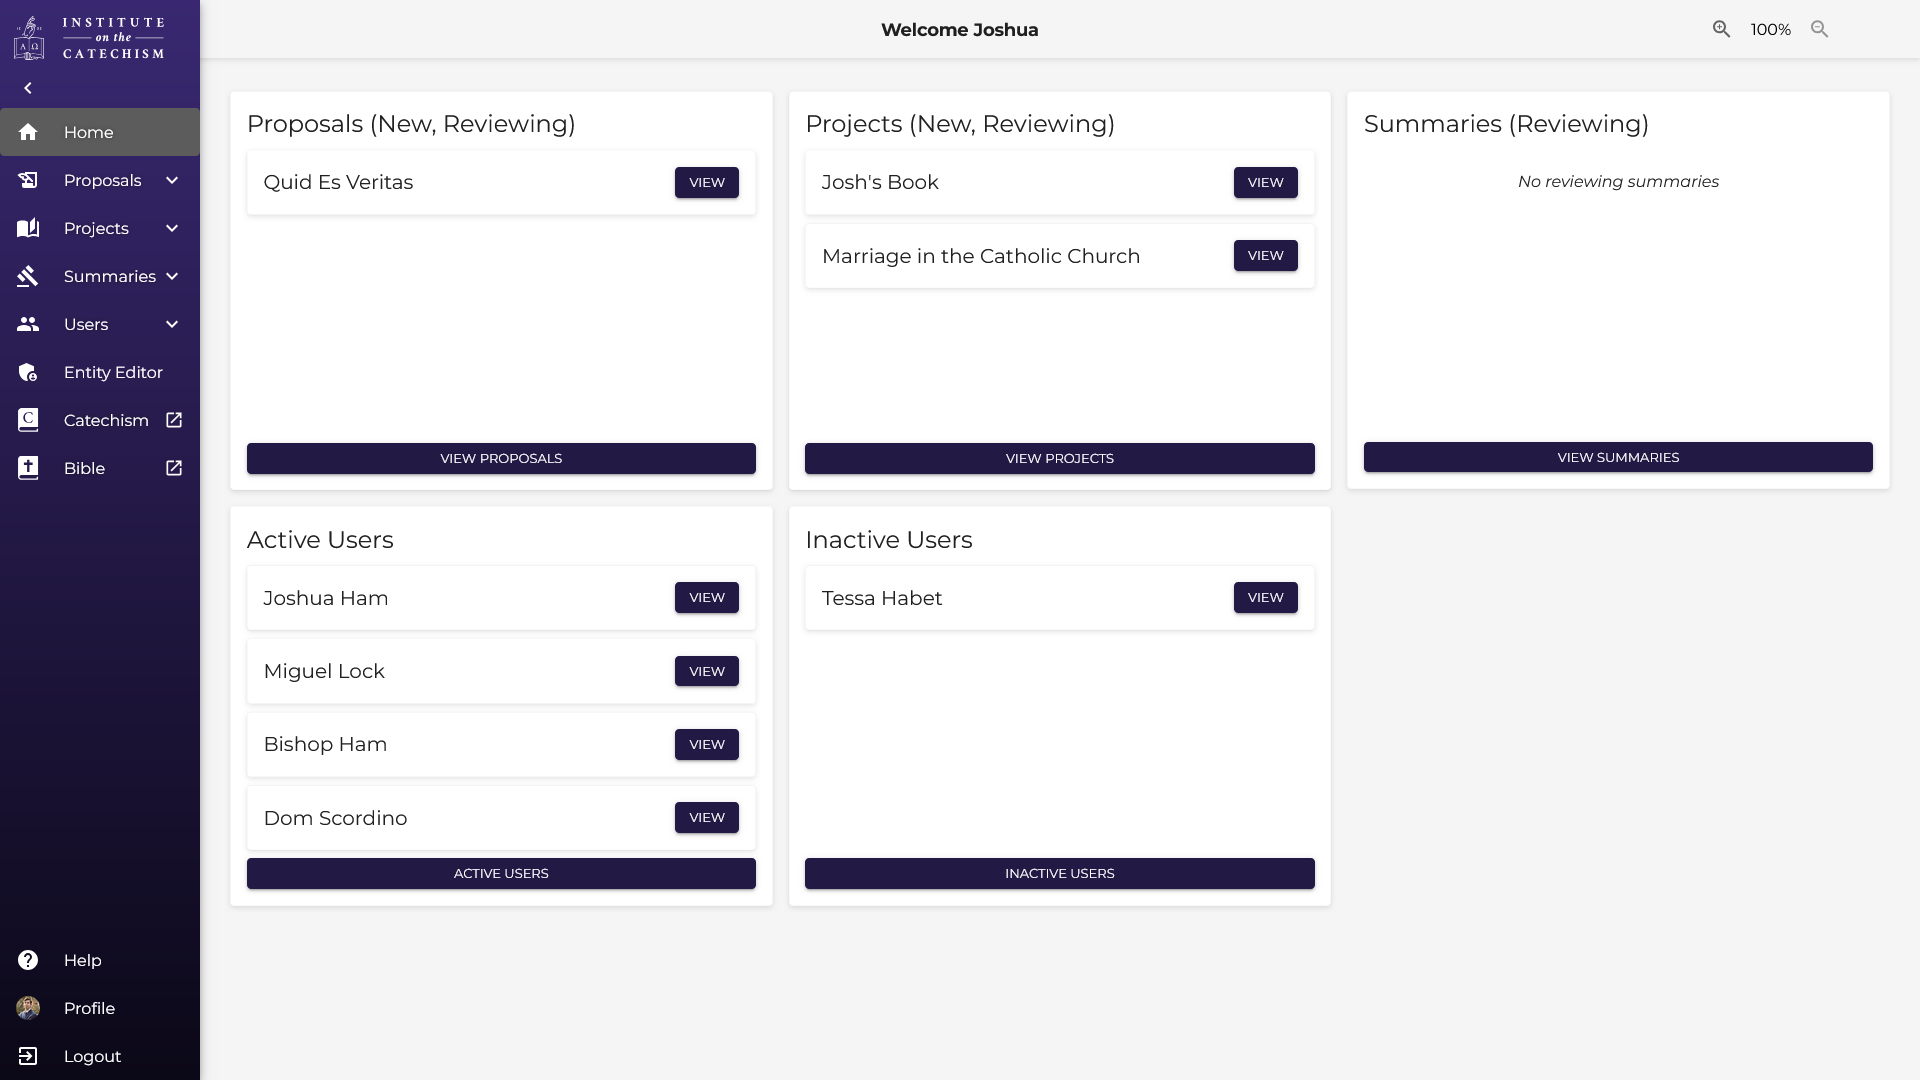 INSTITUTE
on the
CATECHISM
Home
Proposals
Projects
Summaries
Users
Entity Editor
Catechism
Bible
Help
Profile
Logout
Welcome Joshua
100%
Proposals (New, Reviewing)
Quid Es Veritas VIEW
VIEW PROPOSALS
Projects (New, Reviewing)
Josh's Book VIEW
Marriage in the Catholic Church VIEW
VIEW PROJECTS
Summaries (Reviewing)
No reviewing summaries
VIEW SUMMARIES
Active Users
Joshua Ham VIEW
Miguel Lock VIEW
Bishop Ham VIEW
Dom Scordino VIEW
ACTIVE USERS
Inactive Users
Tessa Habet VIEW
INACTIVE USERS